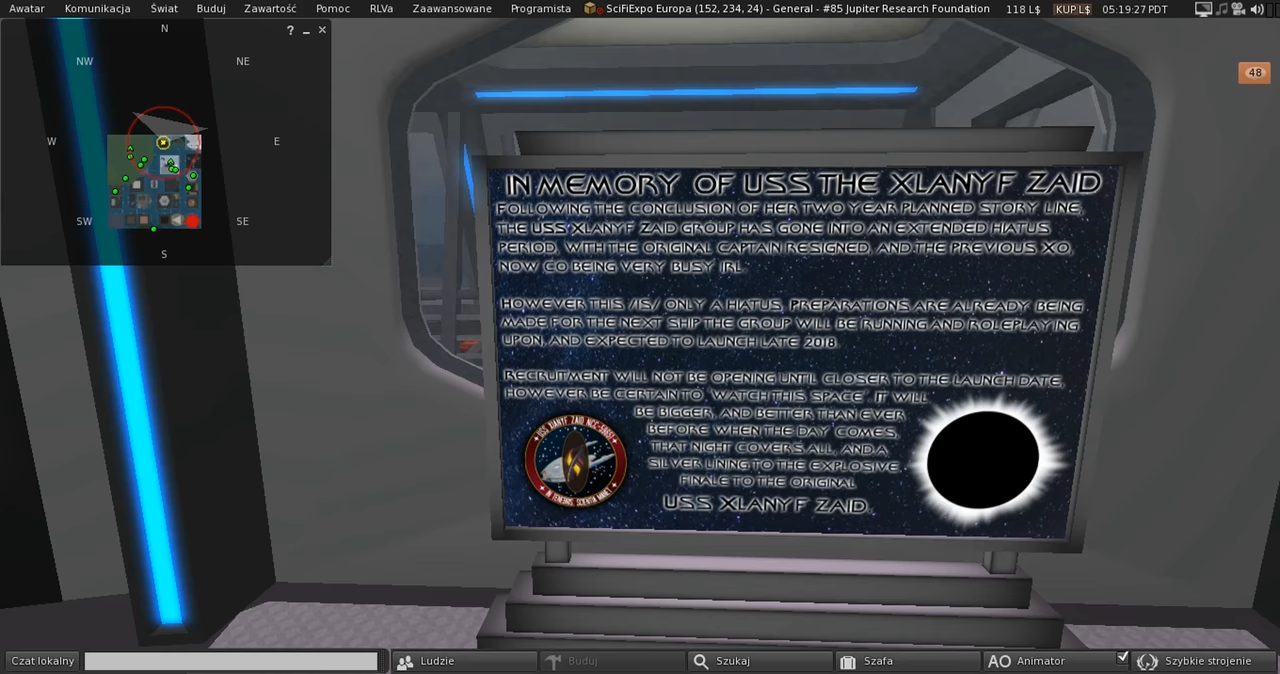 Awatar Komunikacja Świat Buduj Zawartość Pomoc RLVa Zaawansowane Programista SciFiExpo Europa (152, 234, 24) - General - #85 Jupiter Research Foundation 118 L$ KUP L$ 05:19:27 PDT
48
? _ ×
N
NW NE
W E
SW SE
S
IN MEMORY OF USS THE XLANYF ZAID
FOLLOWING THE CONCLUSION OF HER TWO YEAR PLANNED STORY LINE,
THE USS XLANYF ZAID GROUP HAS GONE INTO AN EXTENDED HIATUS
PERIOD. WITH THE ORIGINAL CAPTAIN RESIGNED, AND THE PREVIOUS XO,
NOW CO BEING VERY BUSY IRL.
HOWEVER THIS /IS/ ONLY A HIATUS, PREPARATIONS ARE ALREADY BEING
MADE FOR THE NEXT SHIP THE GROUP WILL BE RUNNING AND ROLEPLAYING
UPON, AND EXPECTED TO LAUNCH LATE 2018.
RECRUITMENT WILL NOT BE OPENING UNTIL CLOSER TO THE LAUNCH DATE,
HOWEVER BE CERTAIN TO 'WATCH THIS SPACE'. IT WILL
BE BIGGER, AND BETTER THAN EVER
BEFORE WHEN THE DAY COMES,
THAT NIGHT COVERS ALL, AND A
SILVER LINING TO THE EXPLOSIVE
FINALE TO THE ORIGINAL
USS XLANYF ZAID.
USS XLANYF ZAID
Czat lokalny Ludzie Buduj Szukaj Szafa AO Animator Szybkie strojenie